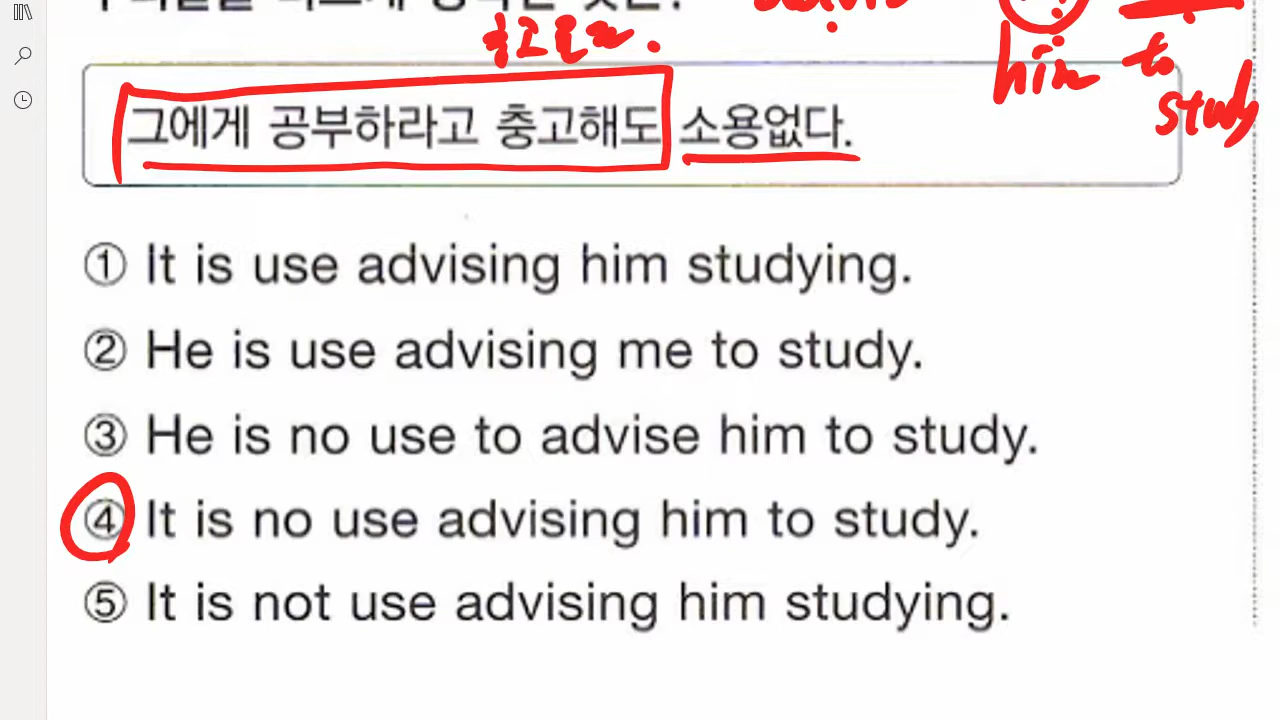 him to
study
그에게 공부하라고 충고해도 소용없다.
① It is use advising him studying.
② He is use advising me to study.
③ He is no use to advise him to study.
④ It is no use advising him to study.
⑤ It is not use advising him studying.